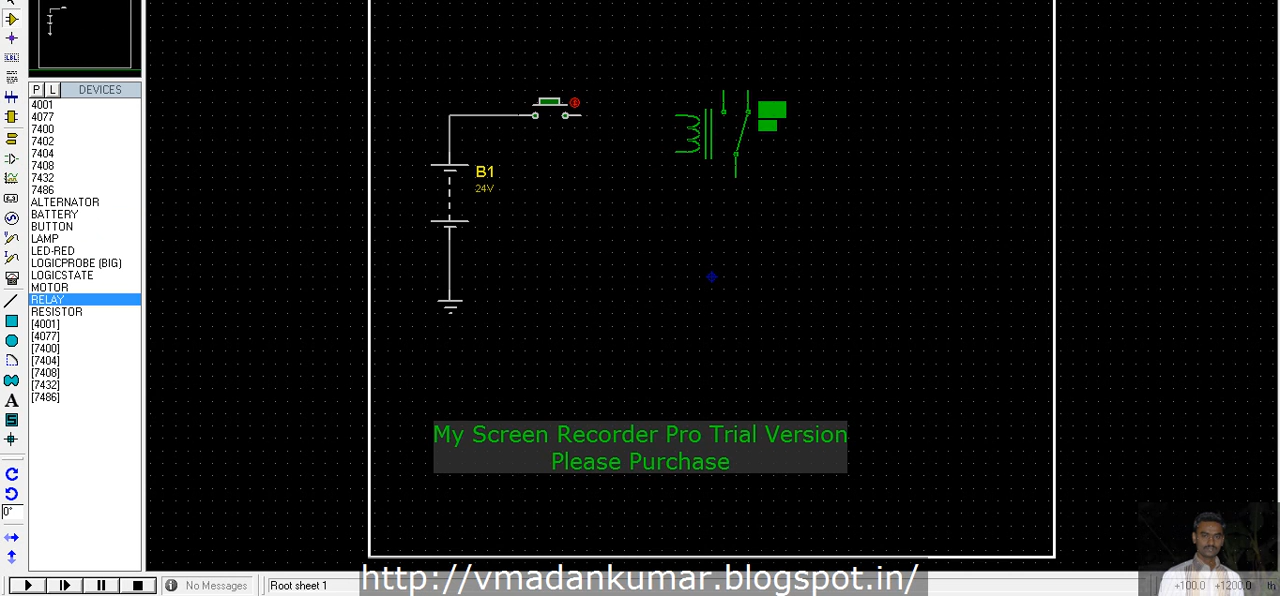 LBL
P L DEVICES
4001
4077
7400
7402
7404
7408
7432
7486
ALTERNATOR
BATTERY
BUTTON
LAMP
LED-RED
LOGICPROBE (BIG)
LOGICSTATE
MOTOR
RELAY
RESISTOR
[4001]
[4077]
[7400]
[7404]
[7408]
[7432]
[7486]
A
S
0°
B1
24V
My Screen Recorder Pro Trial Version
Please Purchase
No Messages
Root sheet 1
http://vmadankumar.blogspot.in/
+100.0 +1200.0 th